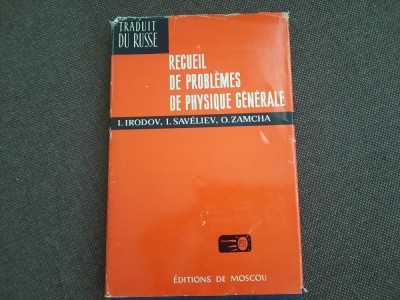 TRADUIT
DU RUSSE
RECUEIL
DE PROBLÈMES
DE PHYSIQUE GÉNÉRALE
I. IRODOV, I. SAVÉLIEV, O. ZAMCHA
ÉDITIONS DE MOSCOU